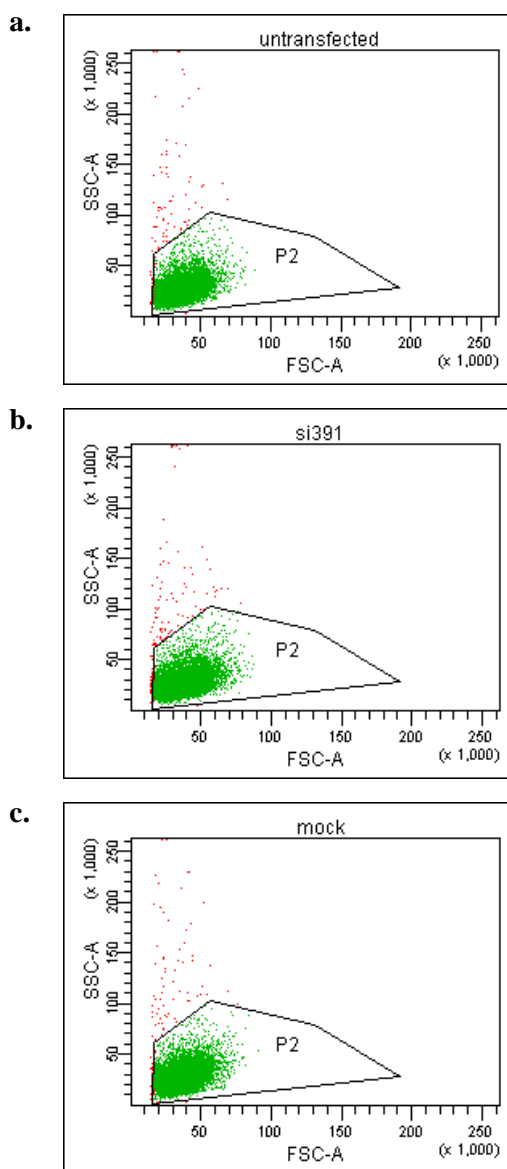 a.
untransfected
(x 1,000)
250
200
150
100
50
SSC-A
P2
50 100 150 200 250
FSC-A
(x 1,000)
b.
si391
(x 1,000)
250
200
150
100
50
SSC-A
P2
50 100 150 200 250
FSC-A
(x 1,000)
c.
mock
(x 1,000)
250
200
150
100
50
SSC-A
P2
50 100 150 200 250
FSC-A
(x 1,000)